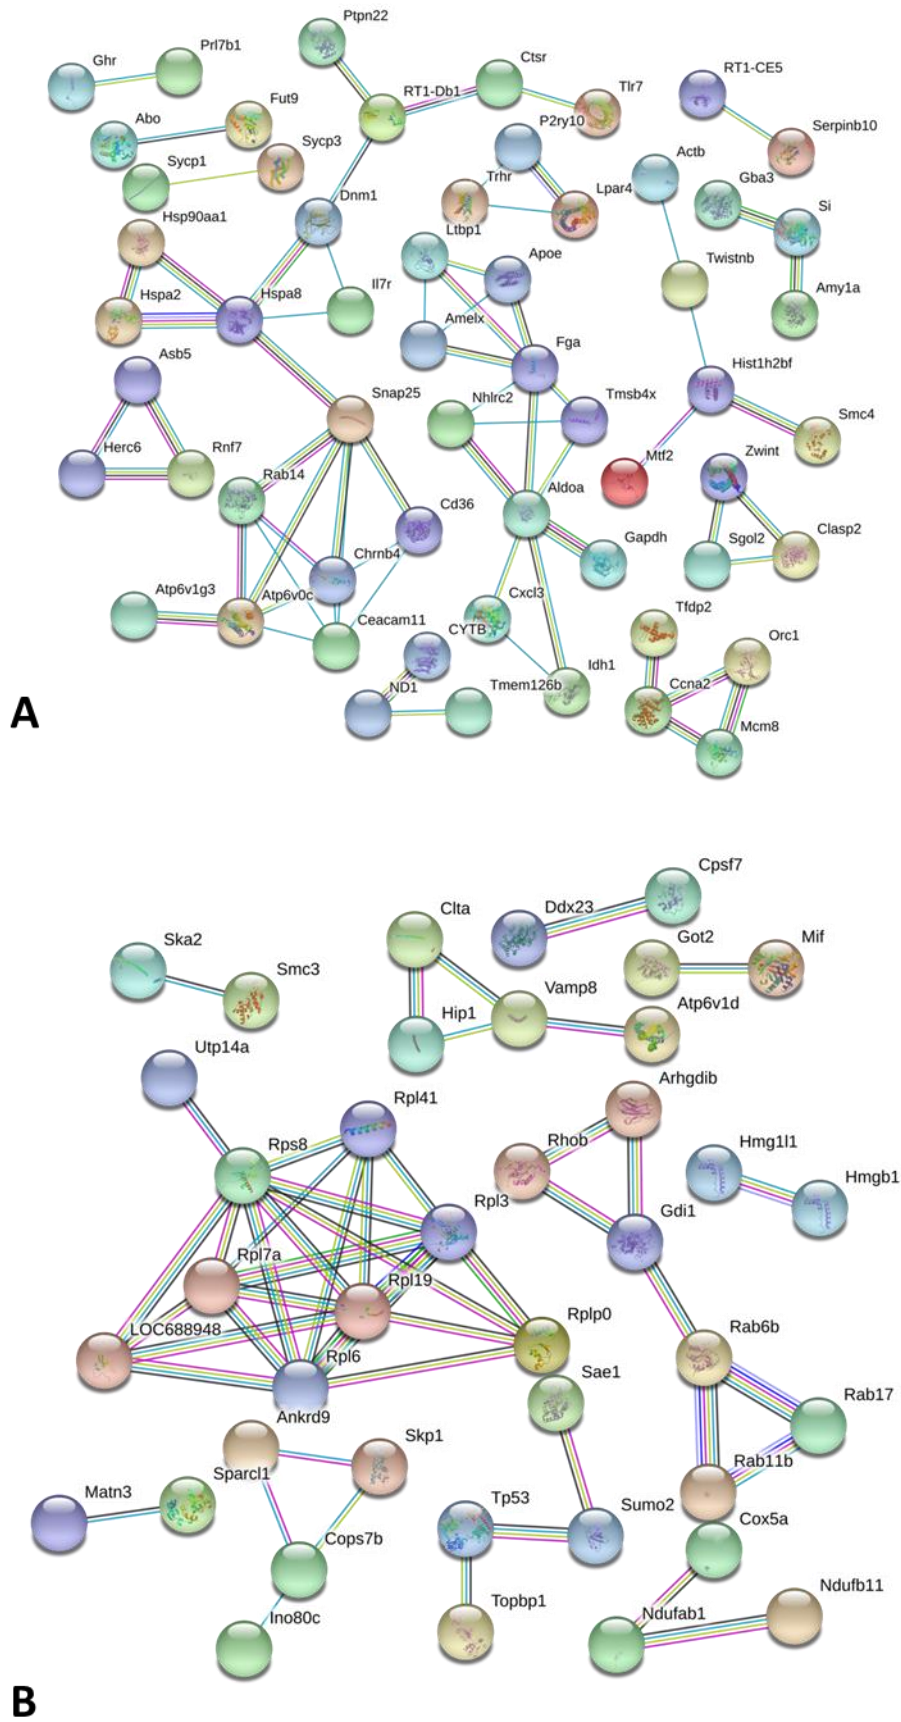 Ptpn22
Ghr
Prl7b1
Ctsr
RT1-Db1
Tlr7
RT1-CE5
Abo
Fut9
P2ry10
Serpinb10
Sycp1
Sycp3
Actb
Trhr
Gba3
Dnm1
Lpar4
Si
Hsp90aa1
Ltbp1
Apoe
Twistnb
Hspa2
Hspa8
Il7r
Amy1a
Amelx
Fga
Asb5
Hist1h2bf
Snap25
Nhlrc2
Tmsb4x
Smc4
Herc6
Rnf7
Mtf2
Zwint
Rab14
Aldoa
Cd36
Gapdh
Sgol2
Clasp2
Chrnb4
Atp6v1g3
Atp6v0c
Cxcl3
Ceacam11
CYTB
Tfdp2
Orc1
Idh1
ND1
Tmem126b
Ccna2
Mcm8
A
Cpsf7
Clta
Ddx23
Ska2
Got2
Mif
Smc3
Vamp8
Hip1
Atp6v1d
Utp14a
Arhgdib
Rpl41
Rhob
Hmg1l1
Rps8
Hmgb1
Rpl3
Gdi1
Rpl7a
Rpl19
Rplp0
LOC688948
Rab6b
Rpl6
Sae1
Rab17
Ankrd9
Skp1
Rab11b
Sparcl1
Matn3
Tp53
Sumo2
Cox5a
Cops7b
Ndufb11
Topbp1
Ino80c
Ndufab1
B